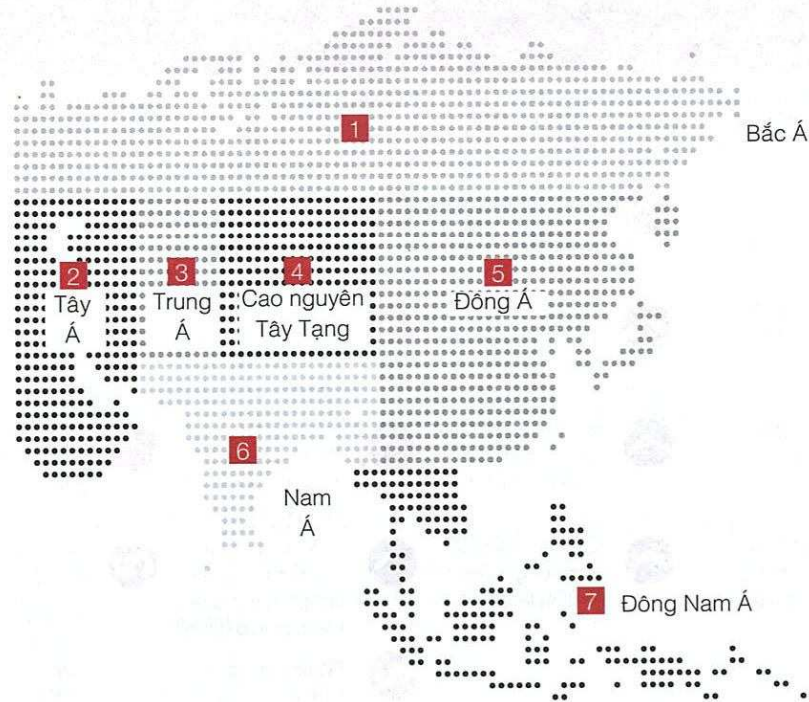 1
Bắc Á
2
Tây
Á
3
Trung
Á
4
Cao nguyên
Tây Tạng
5
Đông Á
6
Nam
Á
7
Đông Nam Á